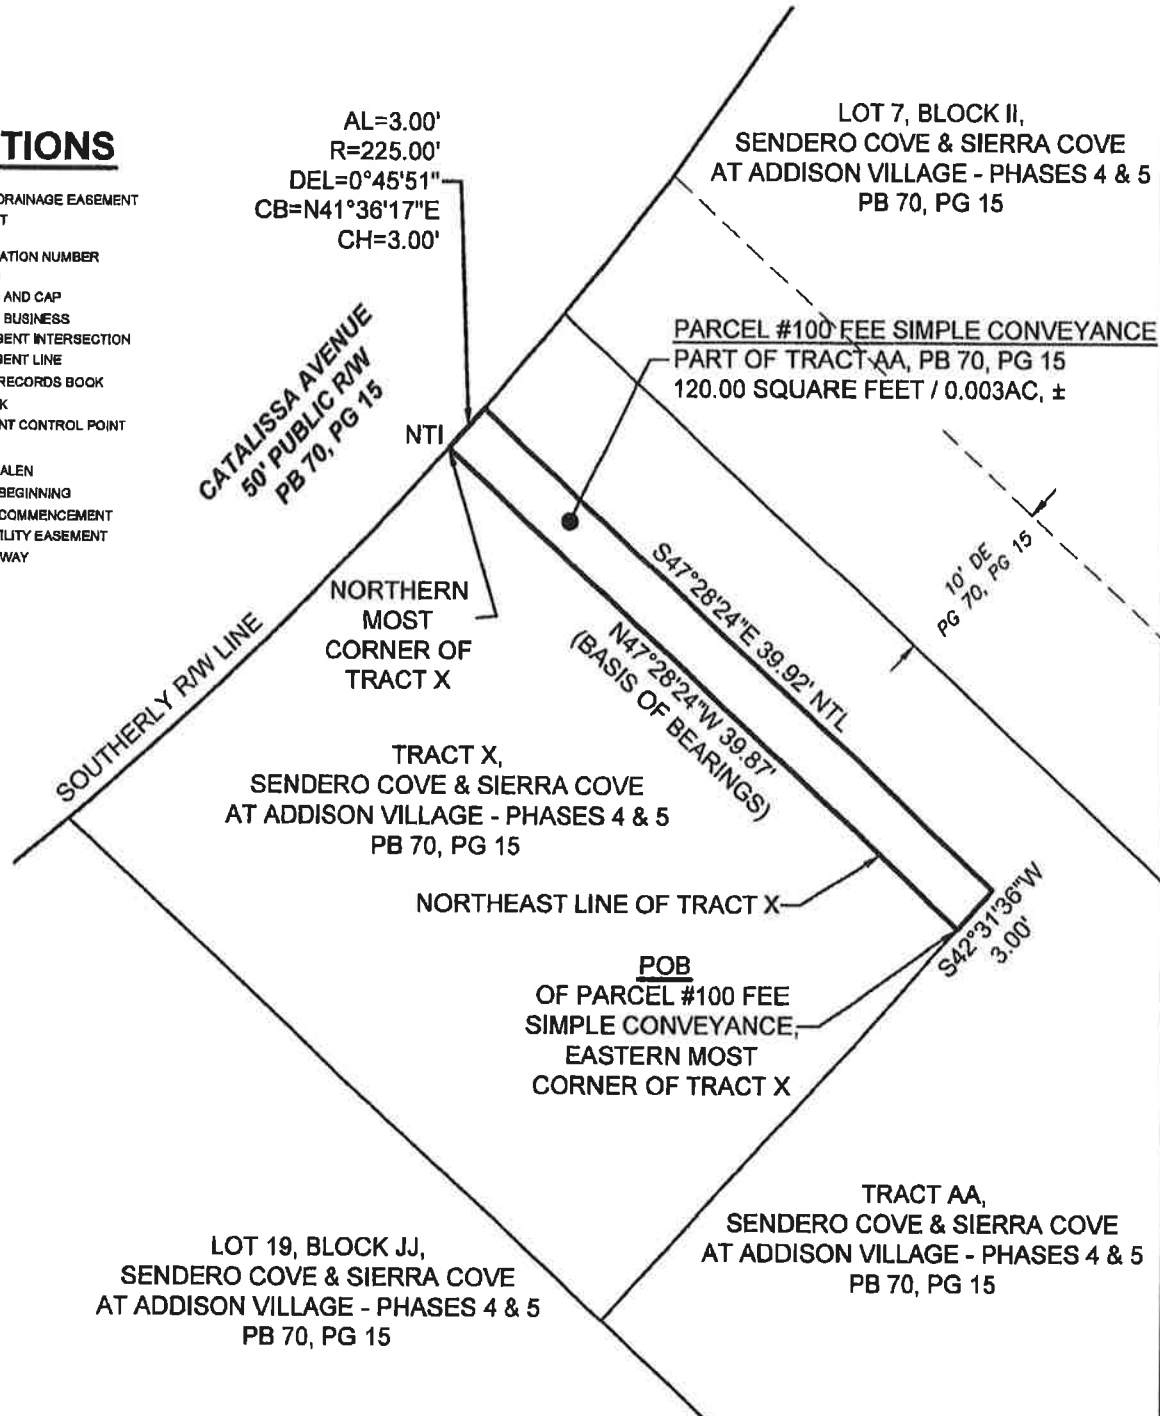 TIONS
DRAINAGE EASEMENT
T
ATION NUMBER
AND CAP
BUSINESS
GENT INTERSECTION
GENT LINE
RECORDS BOOK
K
NT CONTROL POINT
ALEN
BEGINNING
COMMENCEMENT
ILITY EASEMENT
WAY
AL=3.00'
R=225.00'
DEL=0°45'51"
CB=N41°36'17"E
CH=3.00'
LOT 7, BLOCK II,
SENDERO COVE & SIERRA COVE
AT ADDISON VILLAGE - PHASES 4 & 5
PB 70, PG 15
CATALISSA AVENUE
50' PUBLIC R/W
PB 70, PG 15
PARCEL #100 FEE SIMPLE CONVEYANCE
PART OF TRACT AA, PB 70, PG 15
120.00 SQUARE FEET / 0.003AC, ±
NTI
NORTHERN
MOST
CORNER OF
TRACT X
S47°28'24"E 39.92' NTL
N47°28'24"W 39.87'
(BASIS OF BEARINGS)
10' DE
PG 70, PG 15
SOUTHERLY R/W LINE
TRACT X,
SENDERO COVE & SIERRA COVE
AT ADDISON VILLAGE - PHASES 4 & 5
PB 70, PG 15
NORTHEAST LINE OF TRACT X
S42°31'36"W
3.00'
POB
OF PARCEL #100 FEE
SIMPLE CONVEYANCE,
EASTERN MOST
CORNER OF TRACT X
TRACT AA,
SENDERO COVE & SIERRA COVE
AT ADDISON VILLAGE - PHASES 4 & 5
PB 70, PG 15
LOT 19, BLOCK JJ,
SENDERO COVE & SIERRA COVE
AT ADDISON VILLAGE - PHASES 4 & 5
PB 70, PG 15